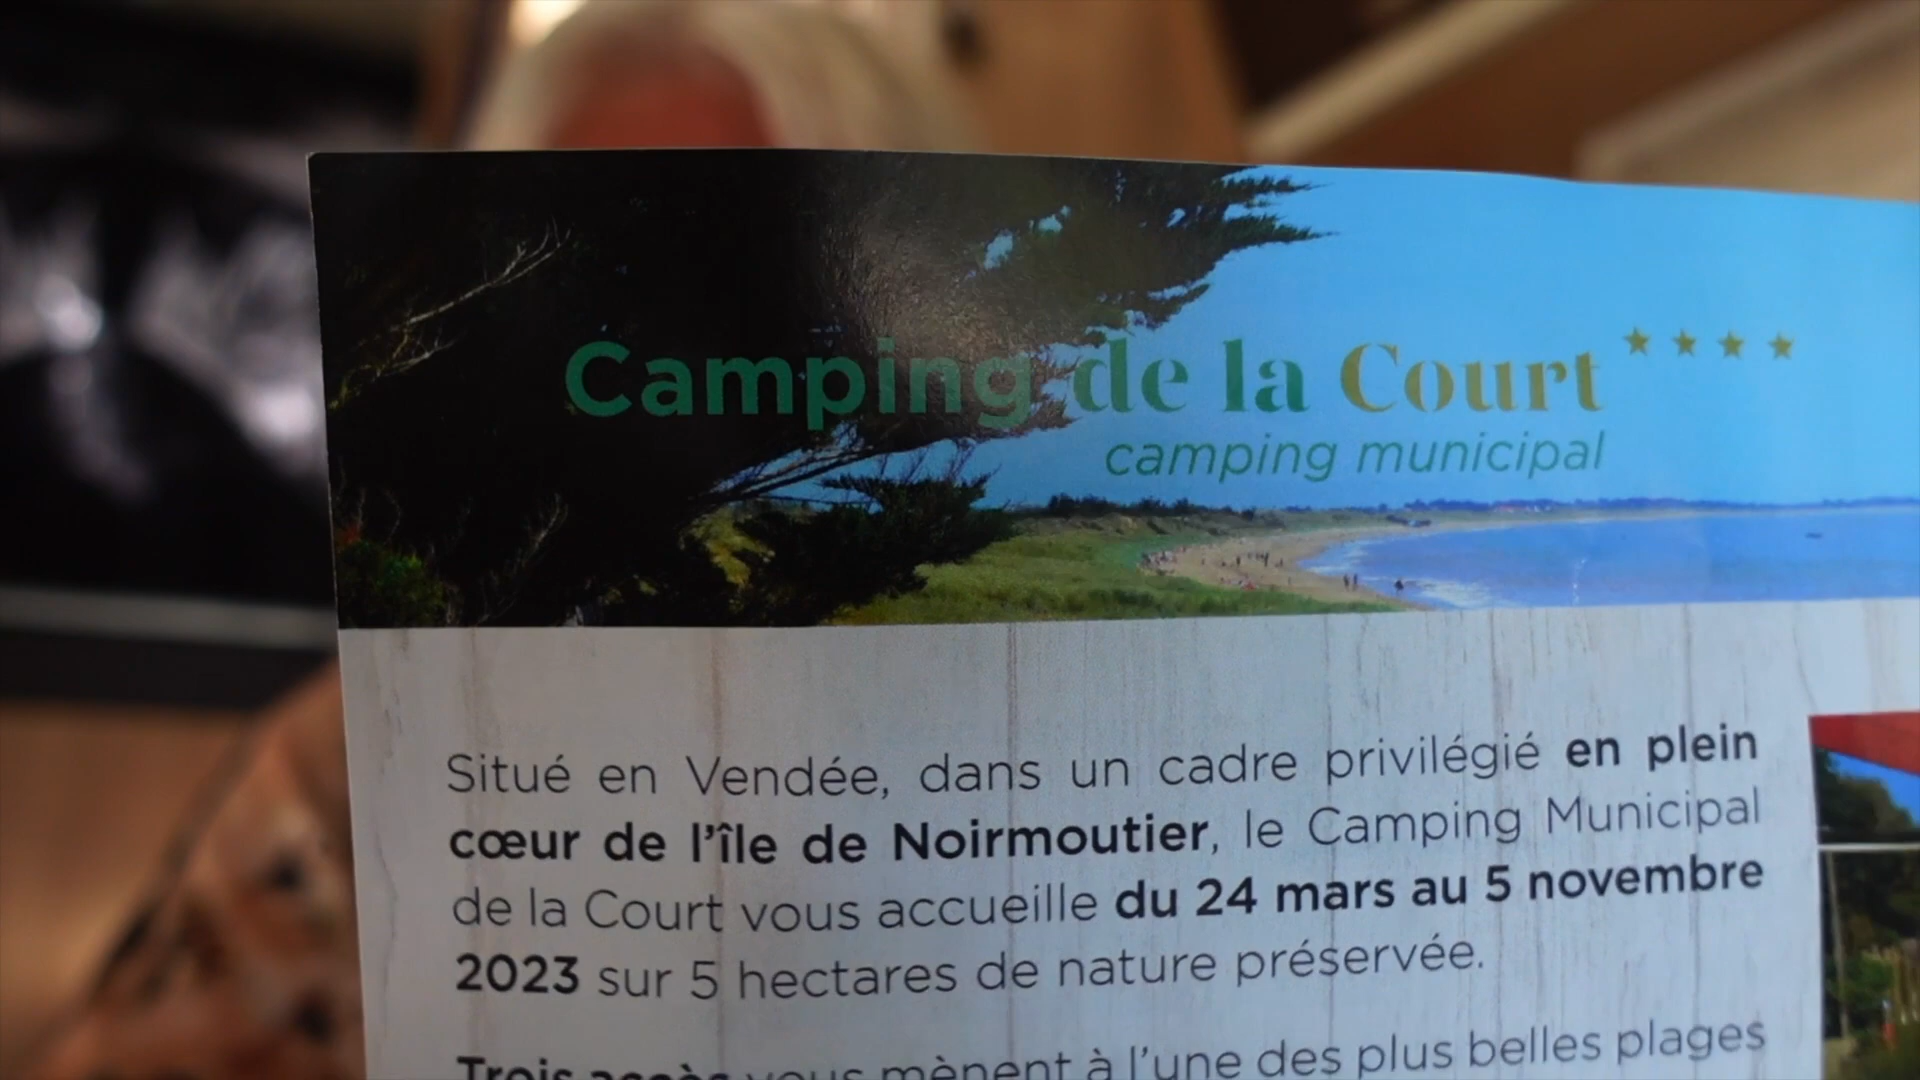 Camping de la Court ★★★★
camping municipal
Situé en Vendée, dans un cadre privilégié en plein
cœur de l'île de Noirmoutier, le Camping Municipal
de la Court vous accueille du 24 mars au 5 novembre
2023 sur 5 hectares de nature préservée.
Trois accès vous mènent à l'une des plus belles plages